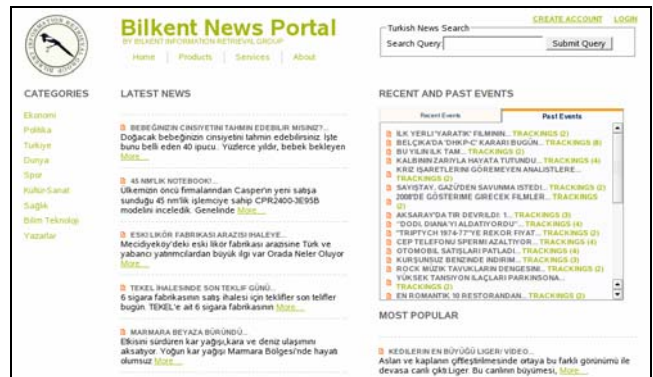 Bilkent News Portal
BY BILKENT INFORMATION RETRIEVAL GROUP
Home Products Services About
CREATE ACCOUNT LOGIN
Turkish News Search
Search Query Submit Query
CATEGORIES
Ekonomi
Politika
Turkiye
Dunya
Spor
Kültür-Sanat
Sağlık
Bilim Teknoloji
Yazarlar
LATEST NEWS
BEBEĞİNİZİN CİNSİYETİNİ TAHMİN EDEBİLİR MİSİNİZ?...
Doğacak bebeğinizin cinsiyetini tahmin edebilirsiniz. İşte
bunu belli eden 40 ipucu. Yüzlerce yıldır, bebek bekleyen
More....
45 NM'LİK NOTEBOOK!...
Ülkemizin öncü firmalarından Casper'in yeni satışa
sunduğu 45 nm'lik işlemciye sahip CPR2400-3E95B
modelini inceledik. Genelinde More....
ESKİ LİKÖR FABRİKASI ARAZİSİ İHALEYE...
Mecidiyeköy'deki eski likör fabrikası arazisine Türk ve
yabancı yatırımcılardan büyük ilgi var Orada Neler Oluyor
More....
TEKEL İHALESİNDE SON TEKLİF GÜNÜ...
6 sigara fabrikasının satış ihalesi için teklifler son telifler
bugün. TEKEL'e ait 6 sigara fabrikasının More....
MARMARA BEYAZA BÜRÜNDÜ...
Etkisini sürdüren kar yağışı,kara ve deniz ulaşımını
aksatıyor. Yoğun kar yağışı Marmara Bölgesi'nde hayatı
olumsuz More....
RECENT AND PAST EVENTS
Recent Events Past Events
İLK YERLİ 'YARATIK' FİLMİNİN... TRACKINGS (2)
BELÇİKA'DA 'DHKP-C' KARARI BUGÜN... TRACKINGS (8)
BU YILIN İLK TAM... TRACKINGS (2)
KALBİNİN ZARIYLA HAYATA TUTUNDU... TRACKINGS (4)
KRİZ İŞARETLERİNİ GÖREMEYEN ANALİSTLERE...
TRACKINGS (2)
SAYIŞTAY, GAZİ'DEN SAVUNMA İSTEDİ... TRACKINGS (2)
2008'DE GÖSTERİME GİRECEK FİLMLER... TRACKINGS
(2)
AKSARAY'DA TIR DEVRİLDİ: 1... TRACKINGS (3)
"DODI, DIANA'YI ALDATIYORDU"... TRACKINGS (4)
"TRIPTYCH 1974-77"YE REKOR FİYAT... TRACKINGS (2)
CEP TELEFONU SPERMİ AZALTIYOR... TRACKINGS (4)
OTOMOBİL SATIŞLARI PATLADI... TRACKINGS (4)
KURŞUNSUZ BENZİNDE İNDİRİM... TRACKINGS (2)
ROCK MÜZİK TAVUKLARIN DENGESİNİ... TRACKINGS (2)
YÜKSEK TANSİYON İLAÇLARI PARKİNSONA...
TRACKINGS (2)
EN ROMANTİK 10 RESTORANDAN... TRACKINGS (2)
MOST POPULAR
KEDİLERİN EN BÜYÜĞÜ LIGER/ VİDEO...
Aslan ve kaplanın çiftleştirilmesinde ortaya bu farklı görünümü ile
devasa canlı çıktı:Liger. Bu canlının büyümesi, More....